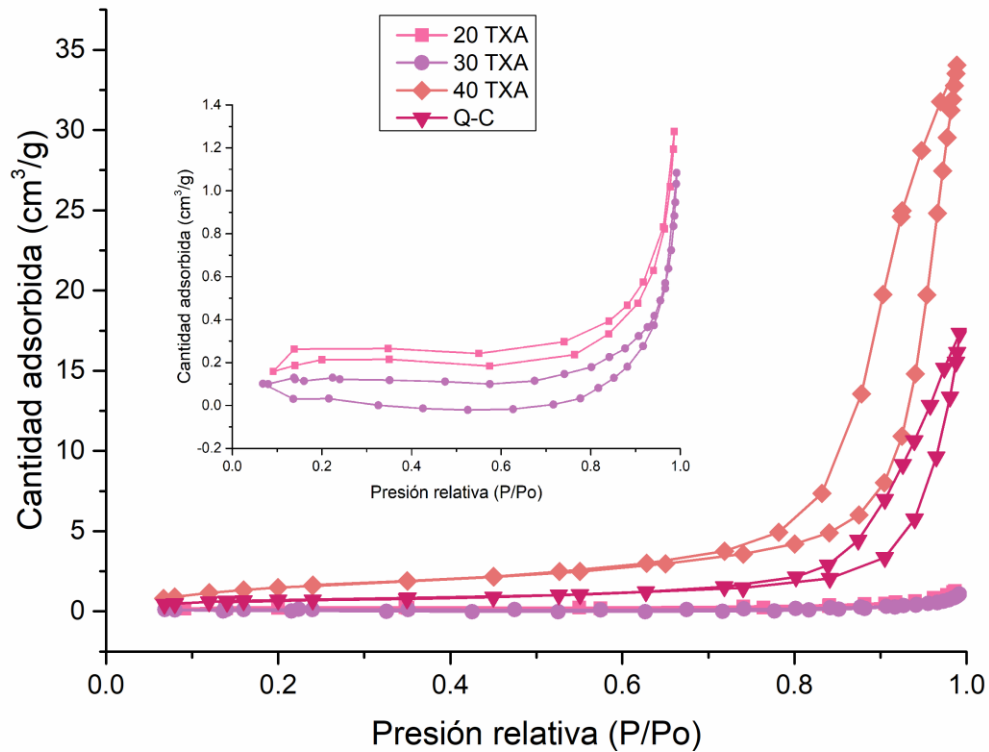 20 TXA
30 TXA
40 TXA
Q-C
Cantidad adsorbida (cm³/g)
35
30
25
20
15
10
5
0
0.0 0.2 0.4 0.6 0.8 1.0
Presión relativa (P/Po)
Cantidad adsorbida (cm³/g)
1.4
1.2
1.0
0.8
0.6
0.4
0.2
0.0
-0.2
0.0 0.2 0.4 0.6 0.8 1.0
Presión relativa (P/Po)